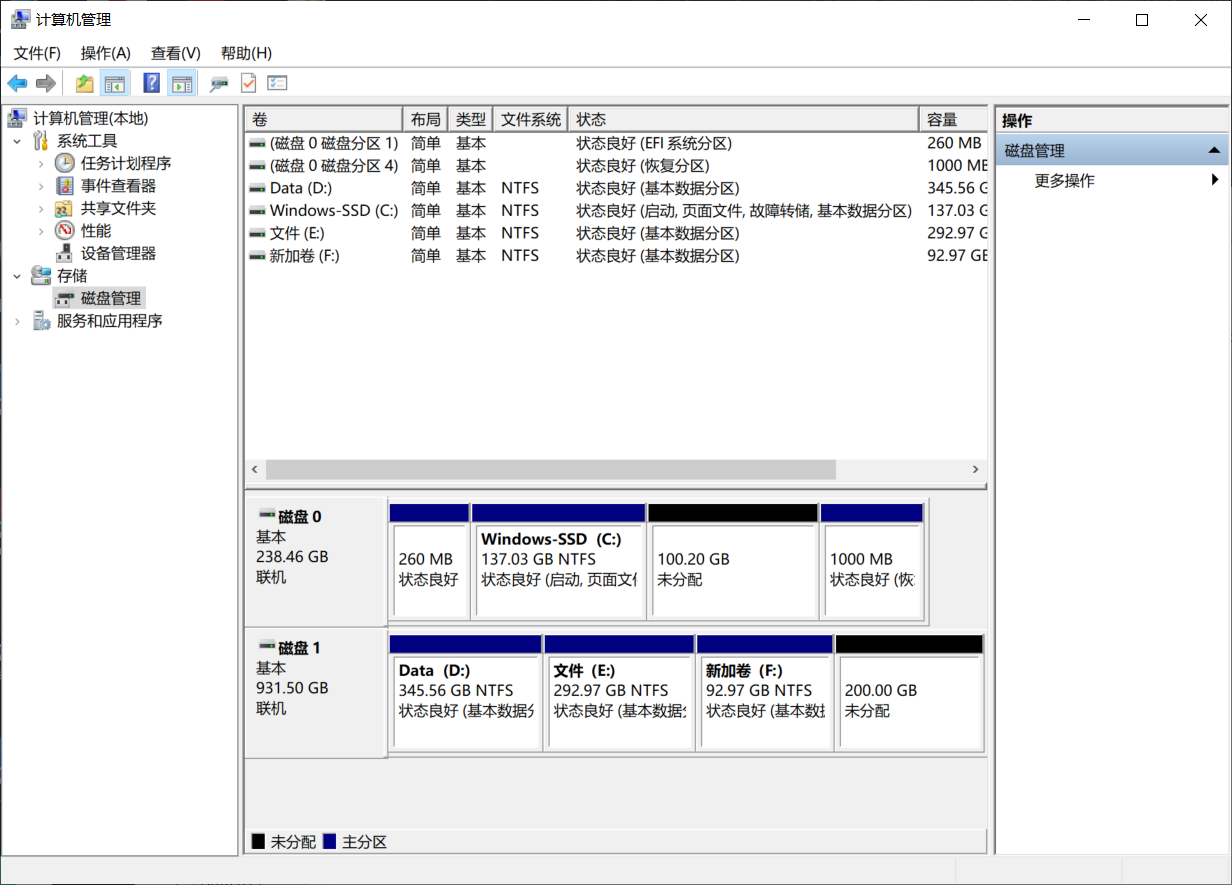 计算机管理
文件(F) 操作(A) 查看(V) 帮助(H)
计算机管理(本地)
系统工具
任务计划程序
事件查看器
共享文件夹
性能
设备管理器
存储
磁盘管理
服务和应用程序
卷 布局 类型 文件系统 状态 容量
(磁盘 0 磁盘分区 1) 简单 基本 状态良好 (EFI 系统分区) 260 MB
(磁盘 0 磁盘分区 4) 简单 基本 状态良好 (恢复分区) 1000 MB
Data (D:) 简单 基本 NTFS 状态良好 (基本数据分区) 345.56 G
Windows-SSD (C:) 简单 基本 NTFS 状态良好 (启动, 页面文件, 故障转储, 基本数据分区) 137.03 G
文件 (E:) 简单 基本 NTFS 状态良好 (基本数据分区) 292.97 G
新加卷 (F:) 简单 基本 NTFS 状态良好 (基本数据分区) 92.97 GB
磁盘 0
基本
238.46 GB
联机
260 MB
状态良好
Windows-SSD (C:)
137.03 GB NTFS
状态良好 (启动, 页面文件
100.20 GB
未分配
1000 MB
状态良好 (恢
磁盘 1
基本
931.50 GB
联机
Data (D:)
345.56 GB NTFS
状态良好 (基本数据分
文件 (E:)
292.97 GB NTFS
状态良好 (基本数据分
新加卷 (F:)
92.97 GB NTFS
状态良好 (基本数据
200.00 GB
未分配
未分配 主分区
操作
磁盘管理
更多操作